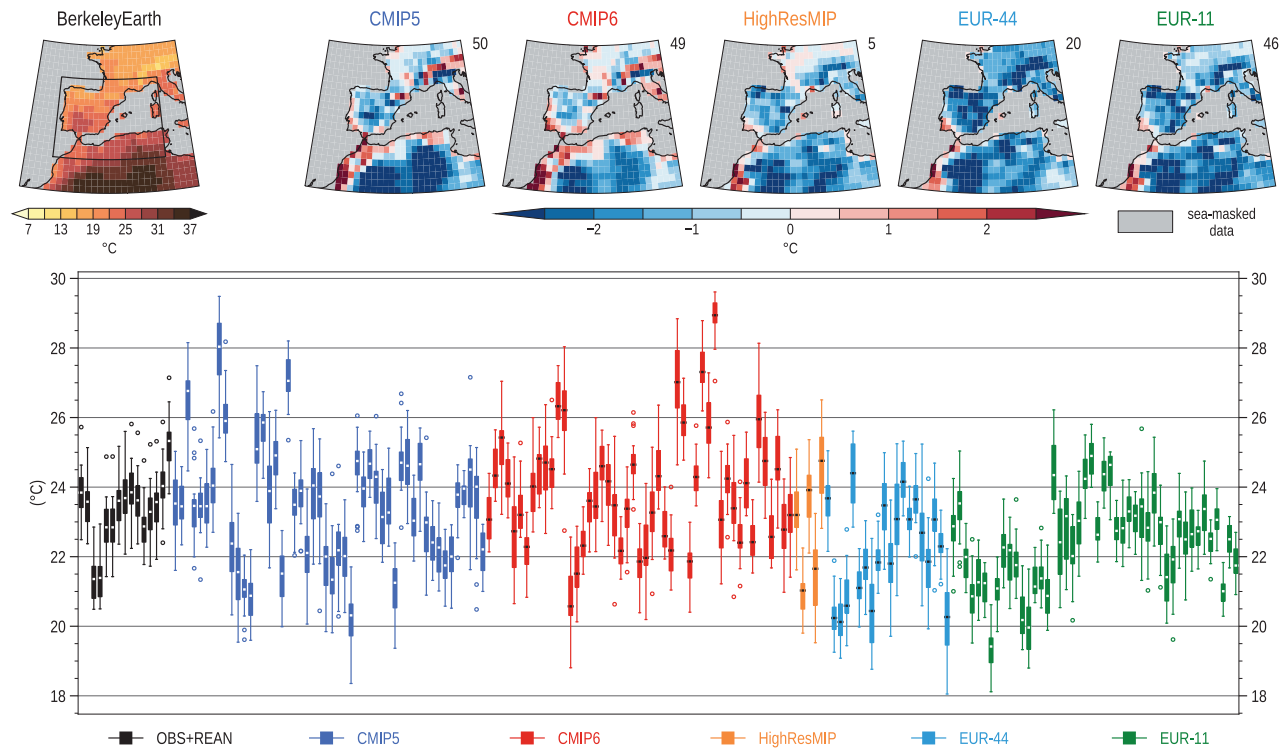 BerkeleyEarth CMIP5 CMIP6 HighResMIP EUR-44 EUR-11
50 49 5 20 46
7 13 19 25 31 37
°C
−2 −1 0 1 2
°C
sea-masked
data
30 30
28 28
26 26
24 24
22 22
20 20
18 18
(°C)
OBS+REAN CMIP5 CMIP6 HighResMIP EUR-44 EUR-11